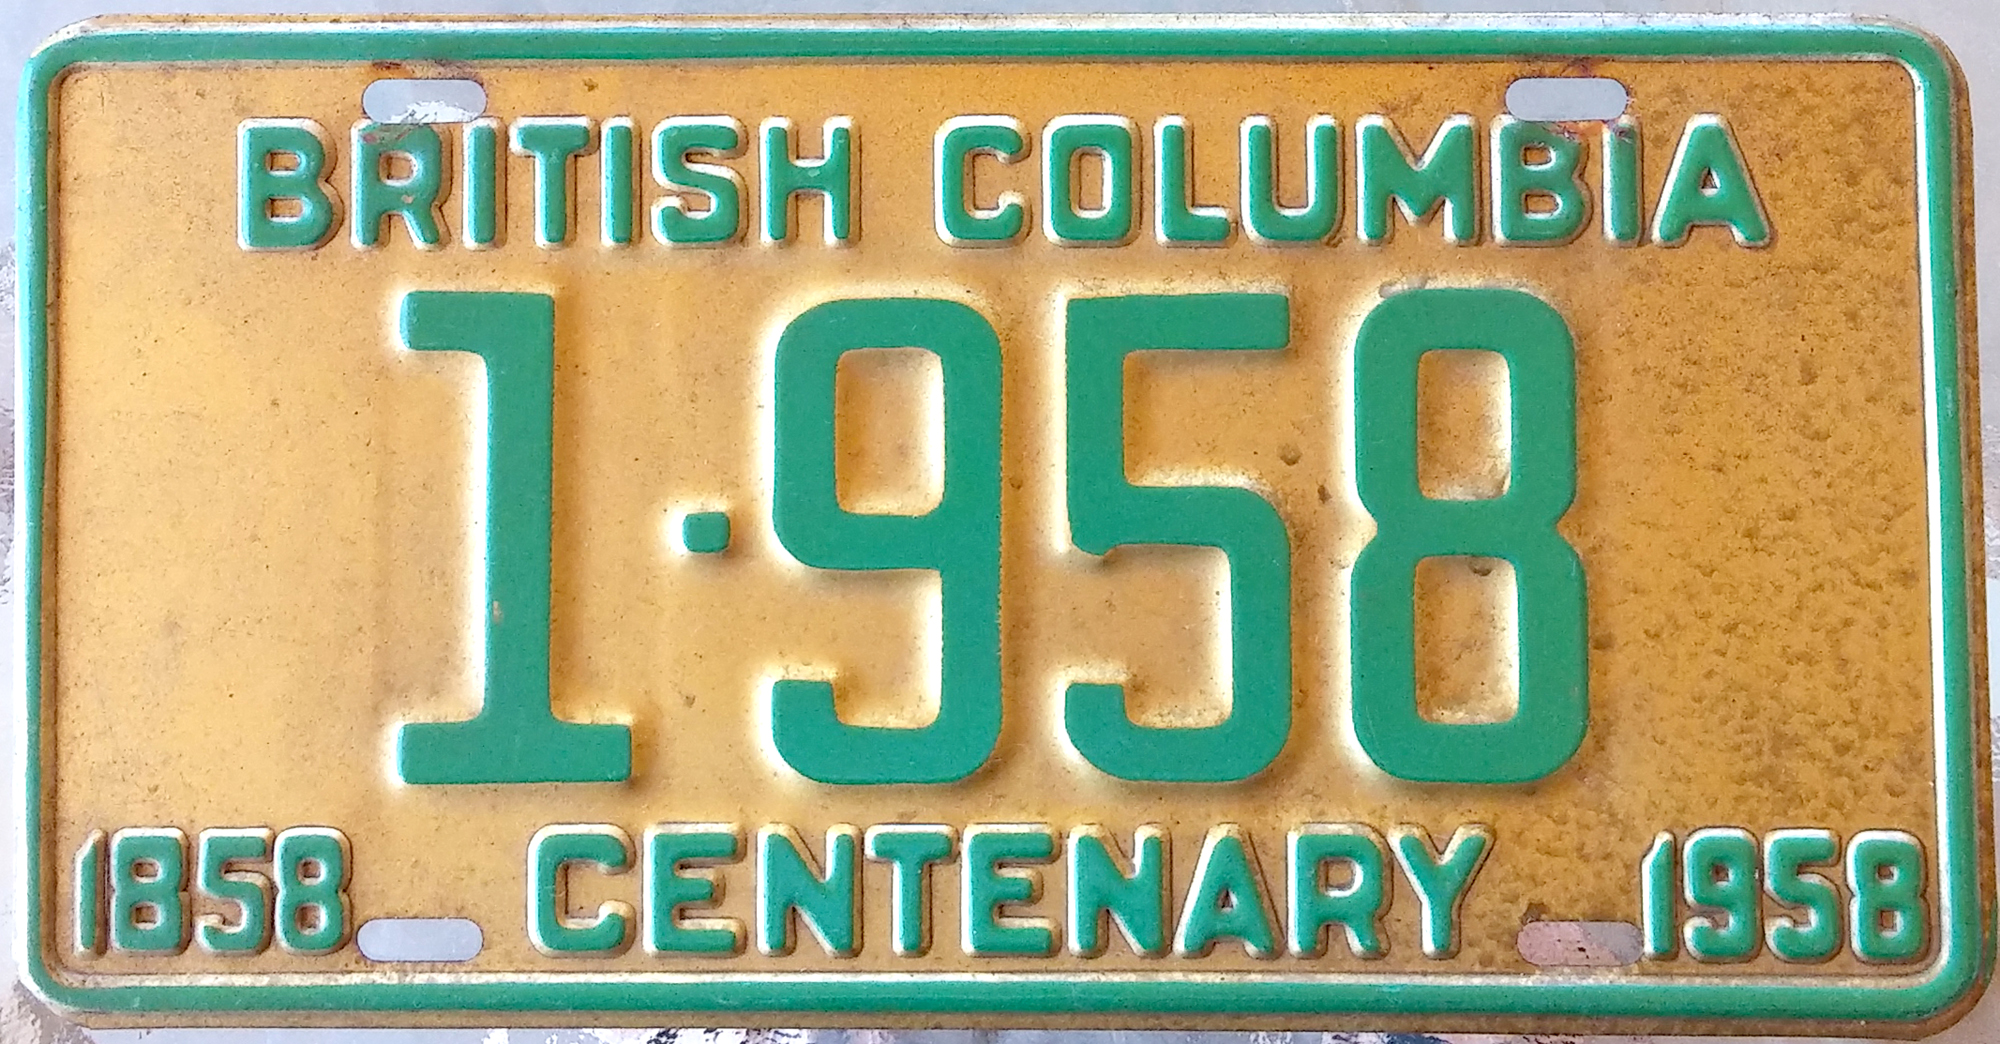 BRITISH COLUMBIA
1·958
1858 CENTENARY 1958